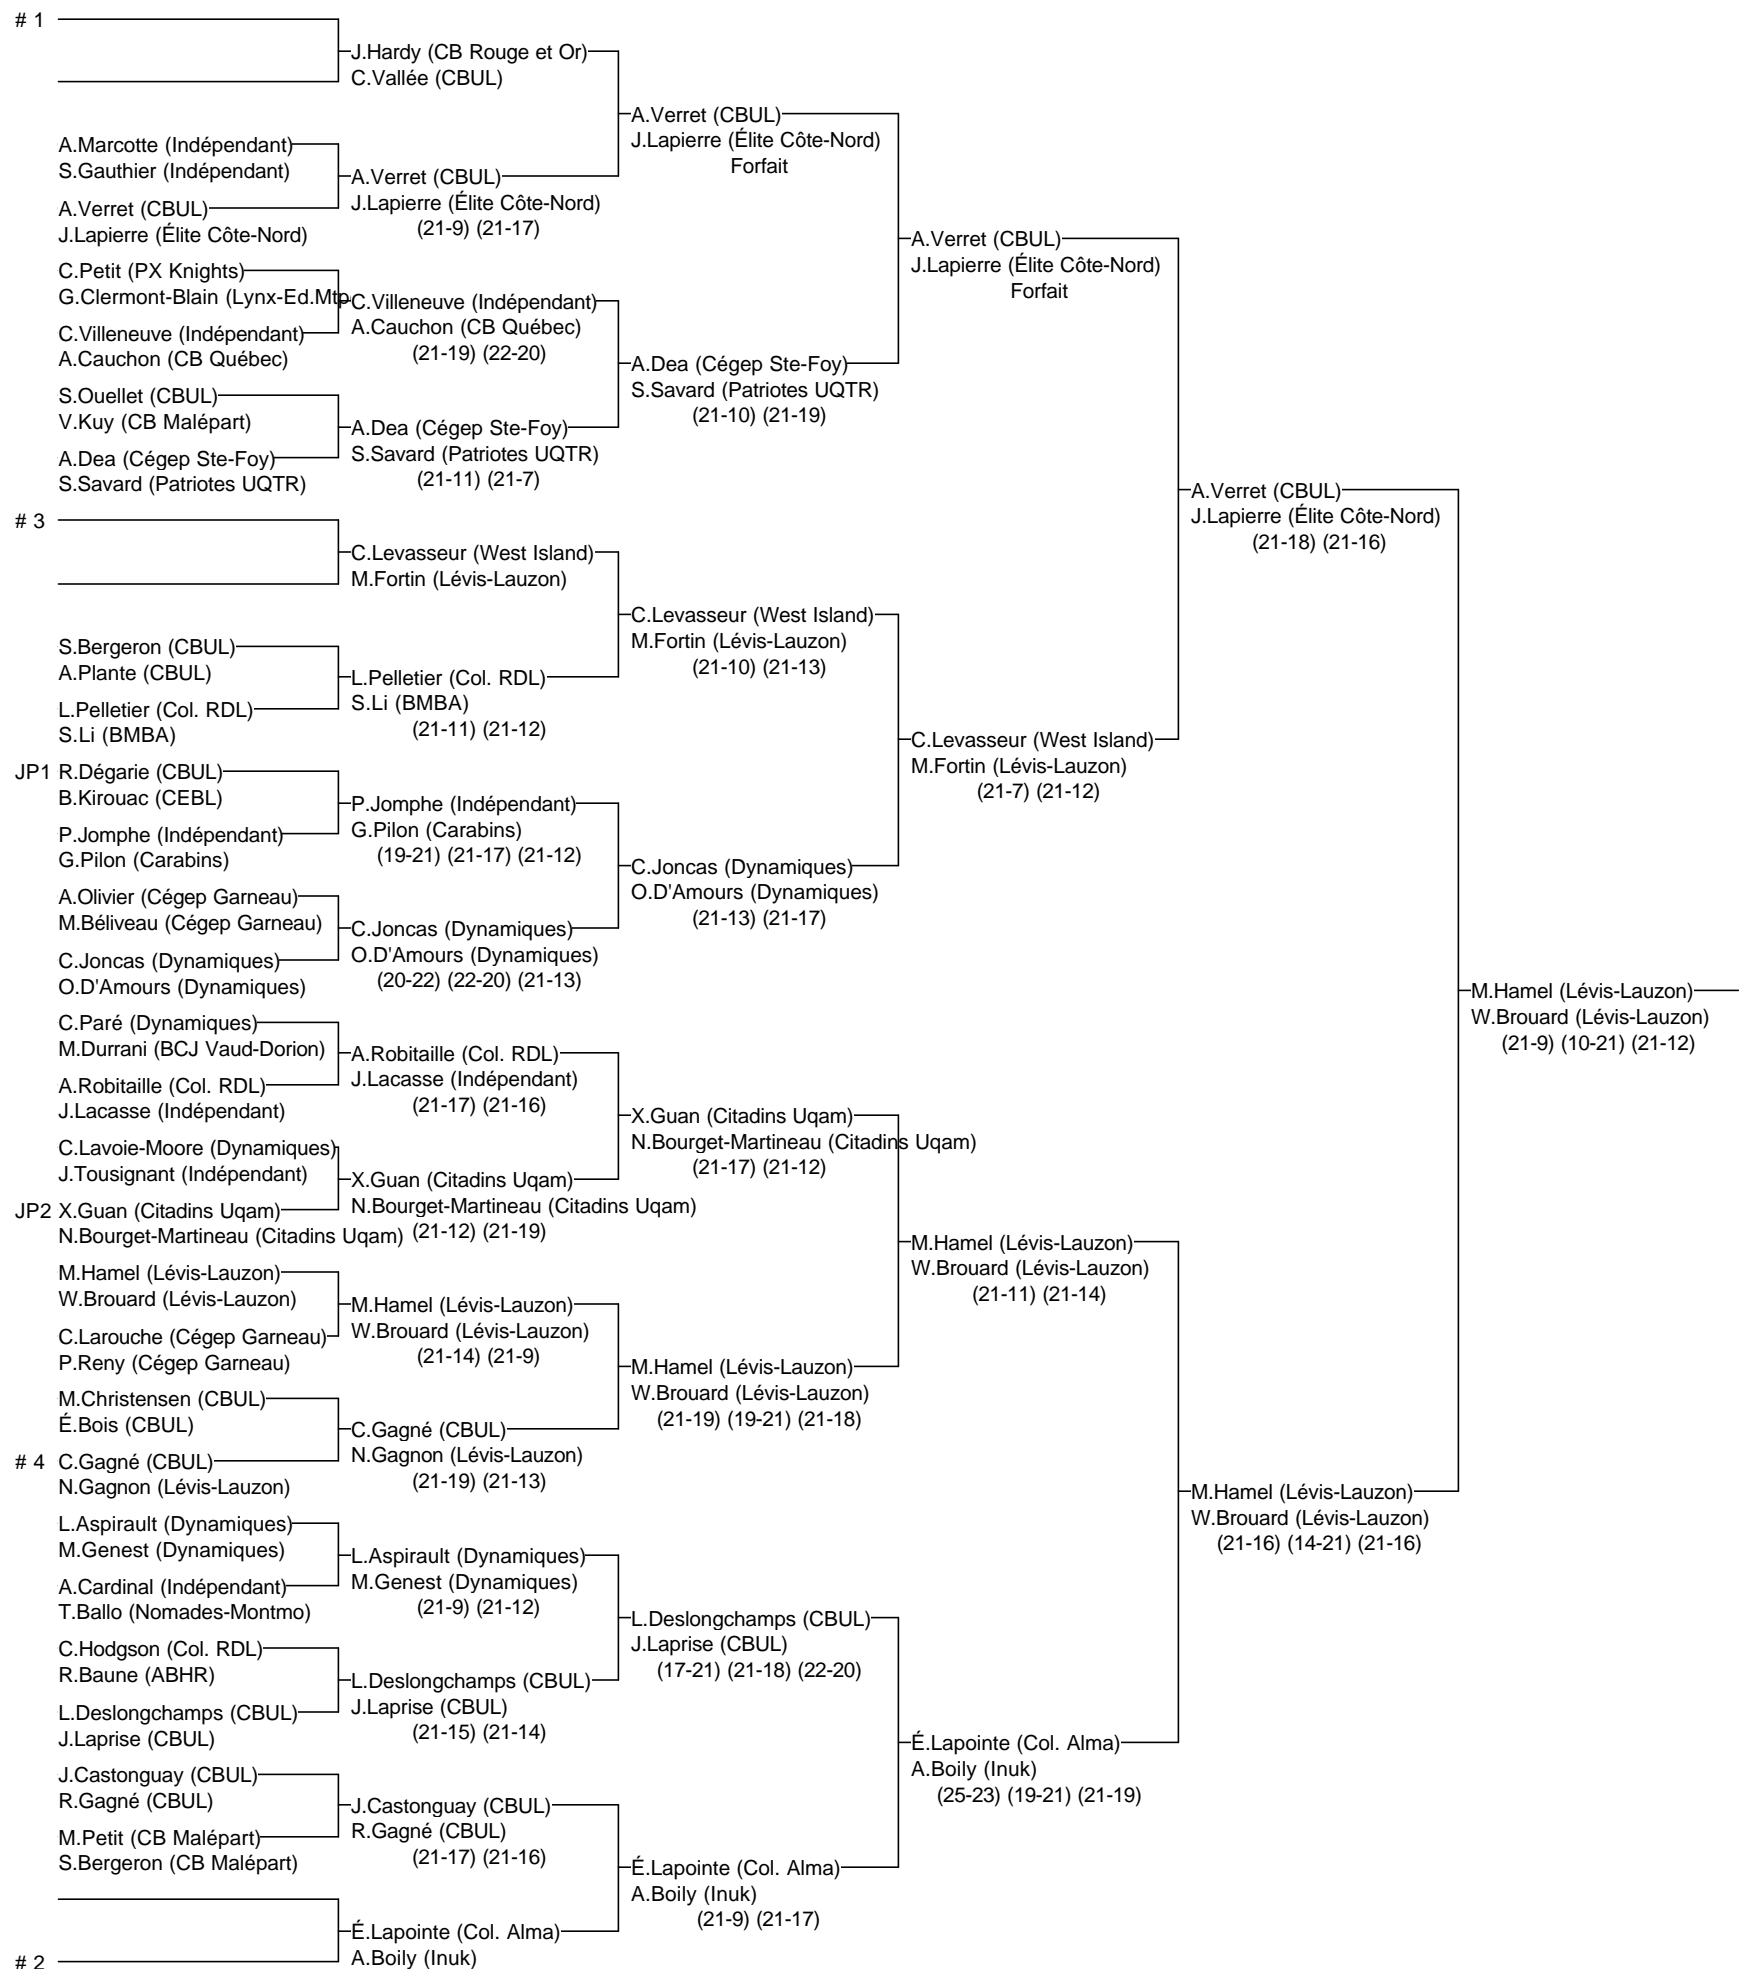 # 1
J.Hardy (CB Rouge et Or)
C.Vallée (CBUL)
A.Verret (CBUL)
J.Lapierre (Élite Côte-Nord)
Forfait
A.Marcotte (Indépendant)
S.Gauthier (Indépendant)
A.Verret (CBUL)
J.Lapierre (Élite Côte-Nord)
(21-9) (21-17)
A.Verret (CBUL)
J.Lapierre (Élite Côte-Nord)
A.Verret (CBUL)
J.Lapierre (Élite Côte-Nord)
Forfait
C.Petit (PX Knights)
G.Clermont-Blain (Lynx-Ed.Mtp
C.Villeneuve (Indépendant)
A.Cauchon (CB Québec)
(21-19) (22-20)
C.Villeneuve (Indépendant)
A.Cauchon (CB Québec)
A.Dea (Cégep Ste-Foy)
S.Savard (Patriotes UQTR)
(21-10) (21-19)
S.Ouellet (CBUL)
V.Kuy (CB Malépart)
A.Dea (Cégep Ste-Foy)
S.Savard (Patriotes UQTR)
(21-11) (21-7)
A.Dea (Cégep Ste-Foy)
S.Savard (Patriotes UQTR)
A.Verret (CBUL)
J.Lapierre (Élite Côte-Nord)
(21-18) (21-16)
# 3
C.Levasseur (West Island)
M.Fortin (Lévis-Lauzon)
C.Levasseur (West Island)
M.Fortin (Lévis-Lauzon)
(21-10) (21-13)
S.Bergeron (CBUL)
A.Plante (CBUL)
L.Pelletier (Col. RDL)
S.Li (BMBA)
(21-11) (21-12)
L.Pelletier (Col. RDL)
S.Li (BMBA)
C.Levasseur (West Island)
M.Fortin (Lévis-Lauzon)
(21-7) (21-12)
JP1 R.Dégarie (CBUL)
B.Kirouac (CEBL)
P.Jomphe (Indépendant)
G.Pilon (Carabins)
(19-21) (21-17) (21-12)
P.Jomphe (Indépendant)
G.Pilon (Carabins)
C.Joncas (Dynamiques)
O.D'Amours (Dynamiques)
(21-13) (21-17)
A.Olivier (Cégep Garneau)
M.Béliveau (Cégep Garneau)
C.Joncas (Dynamiques)
O.D'Amours (Dynamiques)
(20-22) (22-20) (21-13)
C.Joncas (Dynamiques)
O.D'Amours (Dynamiques)
M.Hamel (Lévis-Lauzon)
W.Brouard (Lévis-Lauzon)
(21-9) (10-21) (21-12)
C.Paré (Dynamiques)
M.Durrani (BCJ Vaud-Dorion)
A.Robitaille (Col. RDL)
J.Lacasse (Indépendant)
(21-17) (21-16)
A.Robitaille (Col. RDL)
J.Lacasse (Indépendant)
X.Guan (Citadins Uqam)
N.Bourget-Martineau (Citadins Uqam)
(21-17) (21-12)
C.Lavoie-Moore (Dynamiques)
J.Tousignant (Indépendant)
X.Guan (Citadins Uqam)
N.Bourget-Martineau (Citadins Uqam)
(21-12) (21-19)
JP2 X.Guan (Citadins Uqam)
N.Bourget-Martineau (Citadins Uqam)
M.Hamel (Lévis-Lauzon)
W.Brouard (Lévis-Lauzon)
(21-11) (21-14)
M.Hamel (Lévis-Lauzon)
W.Brouard (Lévis-Lauzon)
M.Hamel (Lévis-Lauzon)
W.Brouard (Lévis-Lauzon)
(21-14) (21-9)
C.Larouche (Cégep Garneau)
P.Reny (Cégep Garneau)
M.Hamel (Lévis-Lauzon)
W.Brouard (Lévis-Lauzon)
(21-19) (19-21) (21-18)
M.Christensen (CBUL)
É.Bois (CBUL)
C.Gagné (CBUL)
N.Gagnon (Lévis-Lauzon)
(21-19) (21-13)
# 4 C.Gagné (CBUL)
N.Gagnon (Lévis-Lauzon)
M.Hamel (Lévis-Lauzon)
W.Brouard (Lévis-Lauzon)
(21-16) (14-21) (21-16)
L.Aspirault (Dynamiques)
M.Genest (Dynamiques)
L.Aspirault (Dynamiques)
M.Genest (Dynamiques)
(21-9) (21-12)
A.Cardinal (Indépendant)
T.Ballo (Nomades-Montmo)
L.Deslongchamps (CBUL)
J.Laprise (CBUL)
(17-21) (21-18) (22-20)
C.Hodgson (Col. RDL)
R.Baune (ABHR)
L.Deslongchamps (CBUL)
J.Laprise (CBUL)
(21-15) (21-14)
L.Deslongchamps (CBUL)
J.Laprise (CBUL)
É.Lapointe (Col. Alma)
A.Boily (Inuk)
(25-23) (19-21) (21-19)
J.Castonguay (CBUL)
R.Gagné (CBUL)
J.Castonguay (CBUL)
R.Gagné (CBUL)
(21-17) (21-16)
M.Petit (CB Malépart)
S.Bergeron (CB Malépart)
É.Lapointe (Col. Alma)
A.Boily (Inuk)
(21-9) (21-17)
É.Lapointe (Col. Alma)
A.Boily (Inuk)
# 2